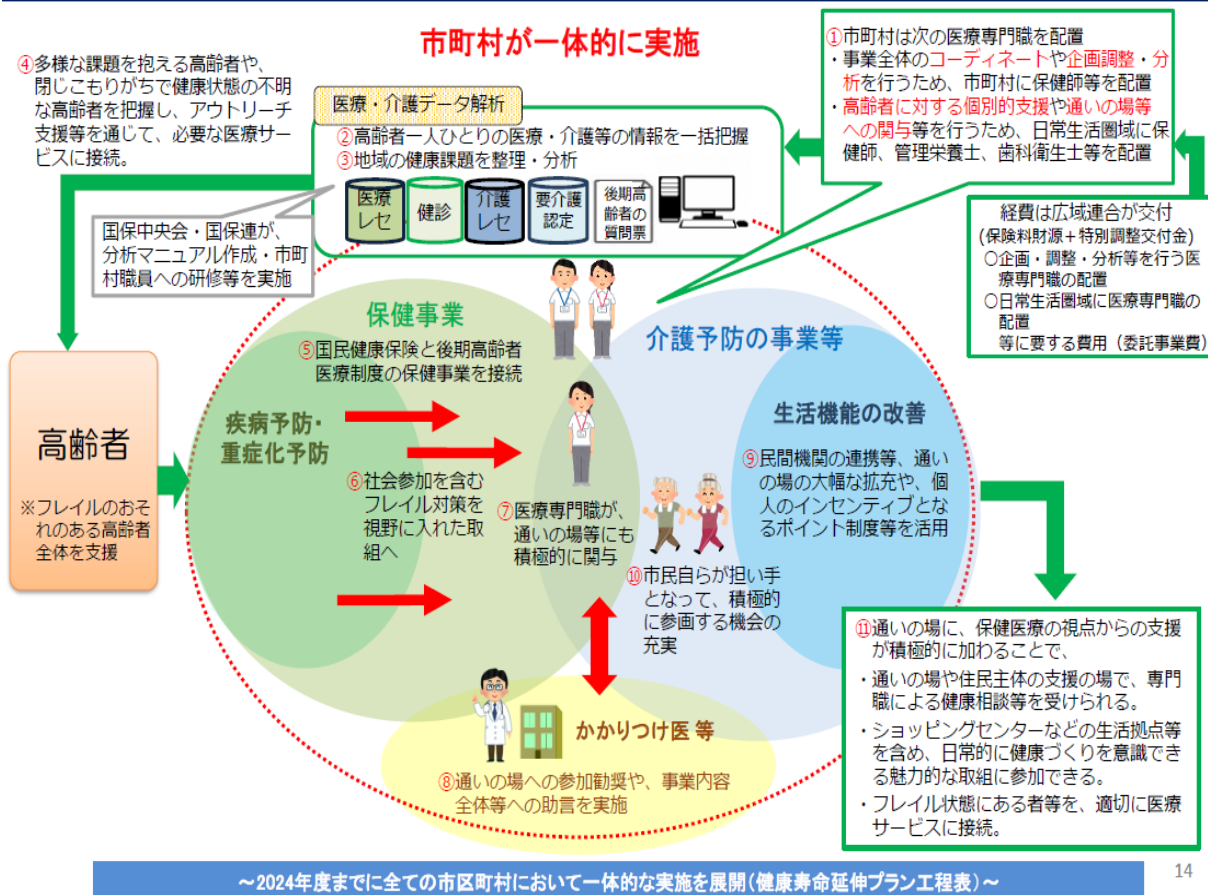 市町村が一体的に実施
④多様な課題を抱える高齢者や、
閉じこもりがちで健康状態の不明
な高齢者を把握し、アウトリーチ
支援等を通じて、必要な医療サー
ビスに接続。
医療・介護データ解析
②高齢者一人ひとりの医療・介護等の情報を一括把握
③地域の健康課題を整理・分析
医療
レセ
健診
介護
レセ
要介護
認定
後期高
齢者の
質問票
①市町村は次の医療専門職を配置
・事業全体のコーディネートや企画調整・分
析を行うため、市町村に保健師等を配置
・高齢者に対する個別的支援や通いの場等
への関与等を行うため、日常生活圏域に保
健師、管理栄養士、歯科衛生士等を配置
経費は広域連合が交付
(保険料財源+特別調整交付金)
○企画・調整・分析等を行う医
療専門職の配置
○日常生活圏域に医療専門職の
配置
等に要する費用(委託事業費)
国保中央会・国保連が、
分析マニュアル作成・市町
村職員への研修等を実施
保健事業
⑤国民健康保険と後期高齢者
医療制度の保健事業を接続
疾病予防・
重症化予防
⑥社会参加を含む
フレイル対策を
視野に入れた取
組へ
⑦医療専門職が、
通いの場等にも
積極的に関与
介護予防の事業等
生活機能の改善
⑨民間機関の連携等、通い
の場の大幅な拡充や、個
人のインセンティブとな
るポイント制度等を活用
⑩市民自らが担い手
となって、積極的
に参画する機会の
充実
高齢者
※フレイルのおそ
れのある高齢者
全体を支援
かかりつけ医 等
⑧通いの場への参加勧奨や、事業内容
全体等への助言を実施
⑪通いの場に、保健医療の視点からの支援
が積極的に加わることで、
・通いの場や住民主体の支援の場で、専門
職による健康相談等を受けられる。
・ショッピングセンターなどの生活拠点等
を含め、日常的に健康づくりを意識でき
る魅力的な取組に参加できる。
・フレイル状態にある者等を、適切に医療
サービスに接続。
~2024年度までに全ての市区町村において一体的な実施を展開(健康寿命延伸プラン工程表)~
14